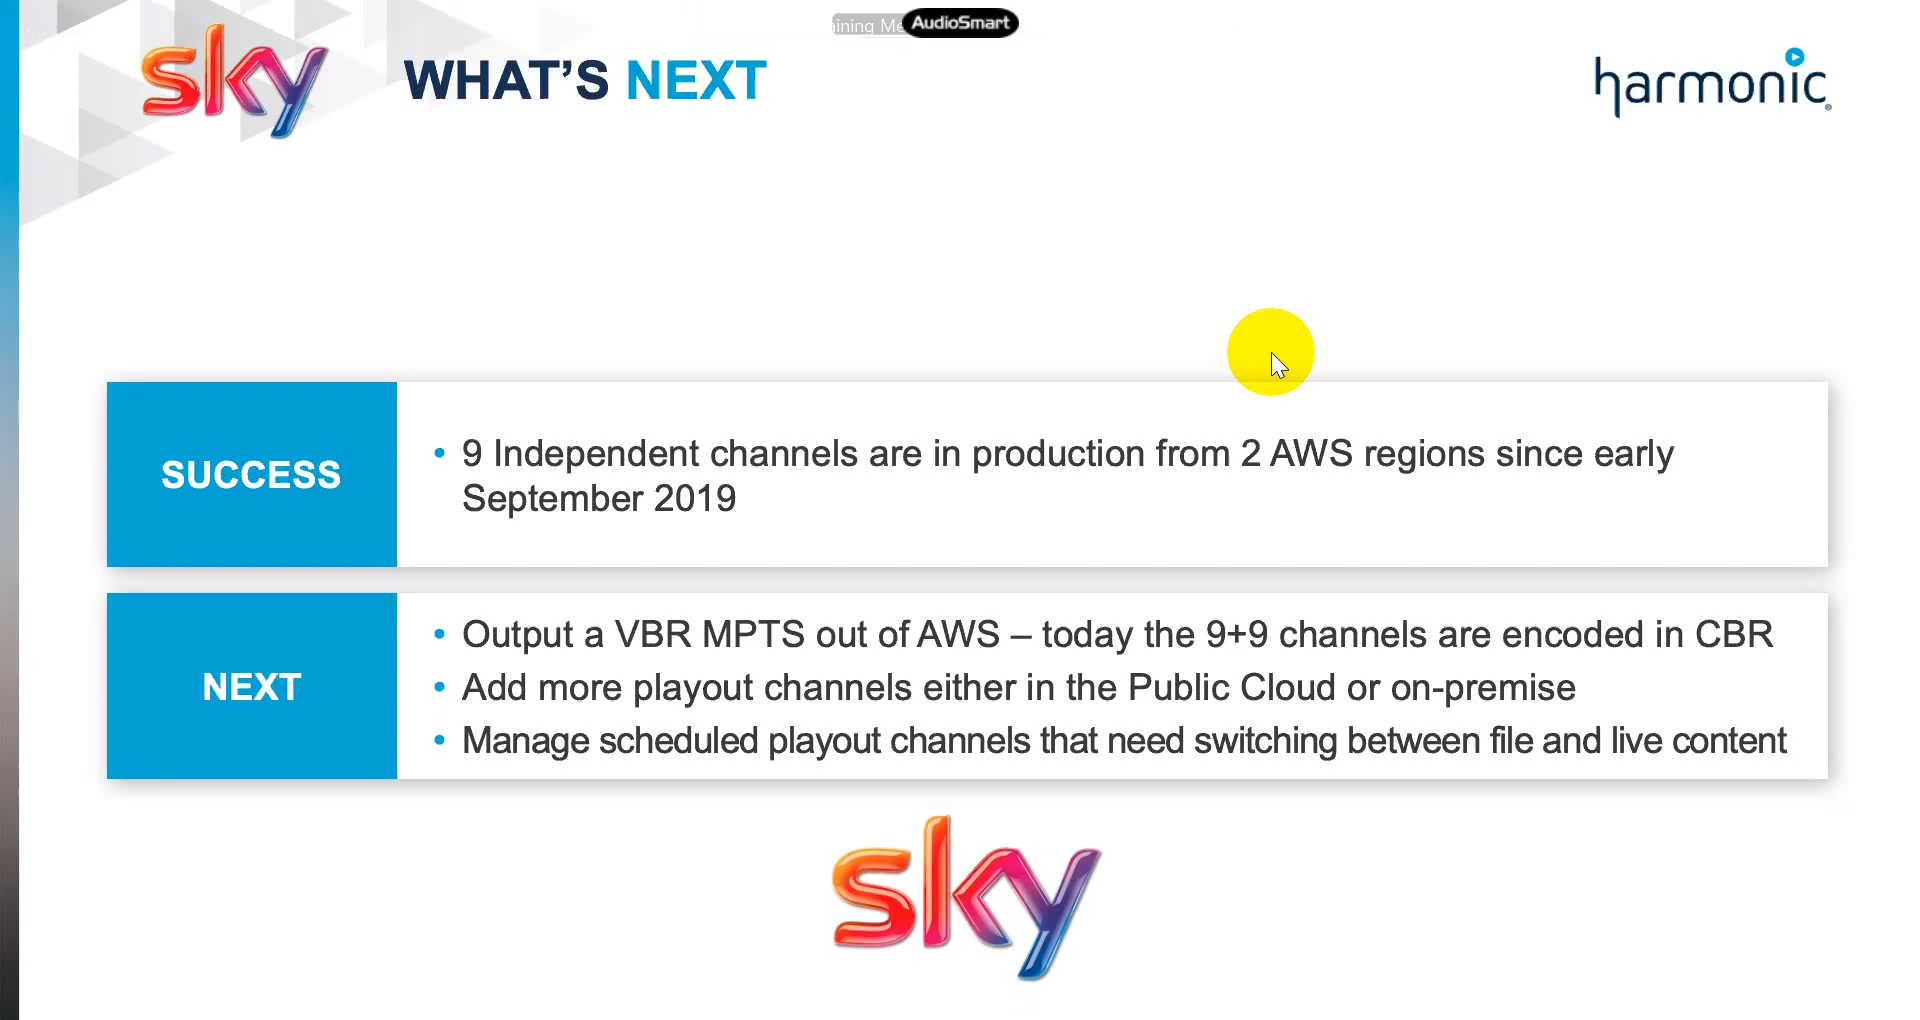 aining Me
AudioSmart
sky
WHAT'S NEXT
harmonic
SUCCESS
• 9 Independent channels are in production from 2 AWS regions since early
September 2019
NEXT
• Output a VBR MPTS out of AWS – today the 9+9 channels are encoded in CBR
• Add more playout channels either in the Public Cloud or on-premise
• Manage scheduled playout channels that need switching between file and live content
sky